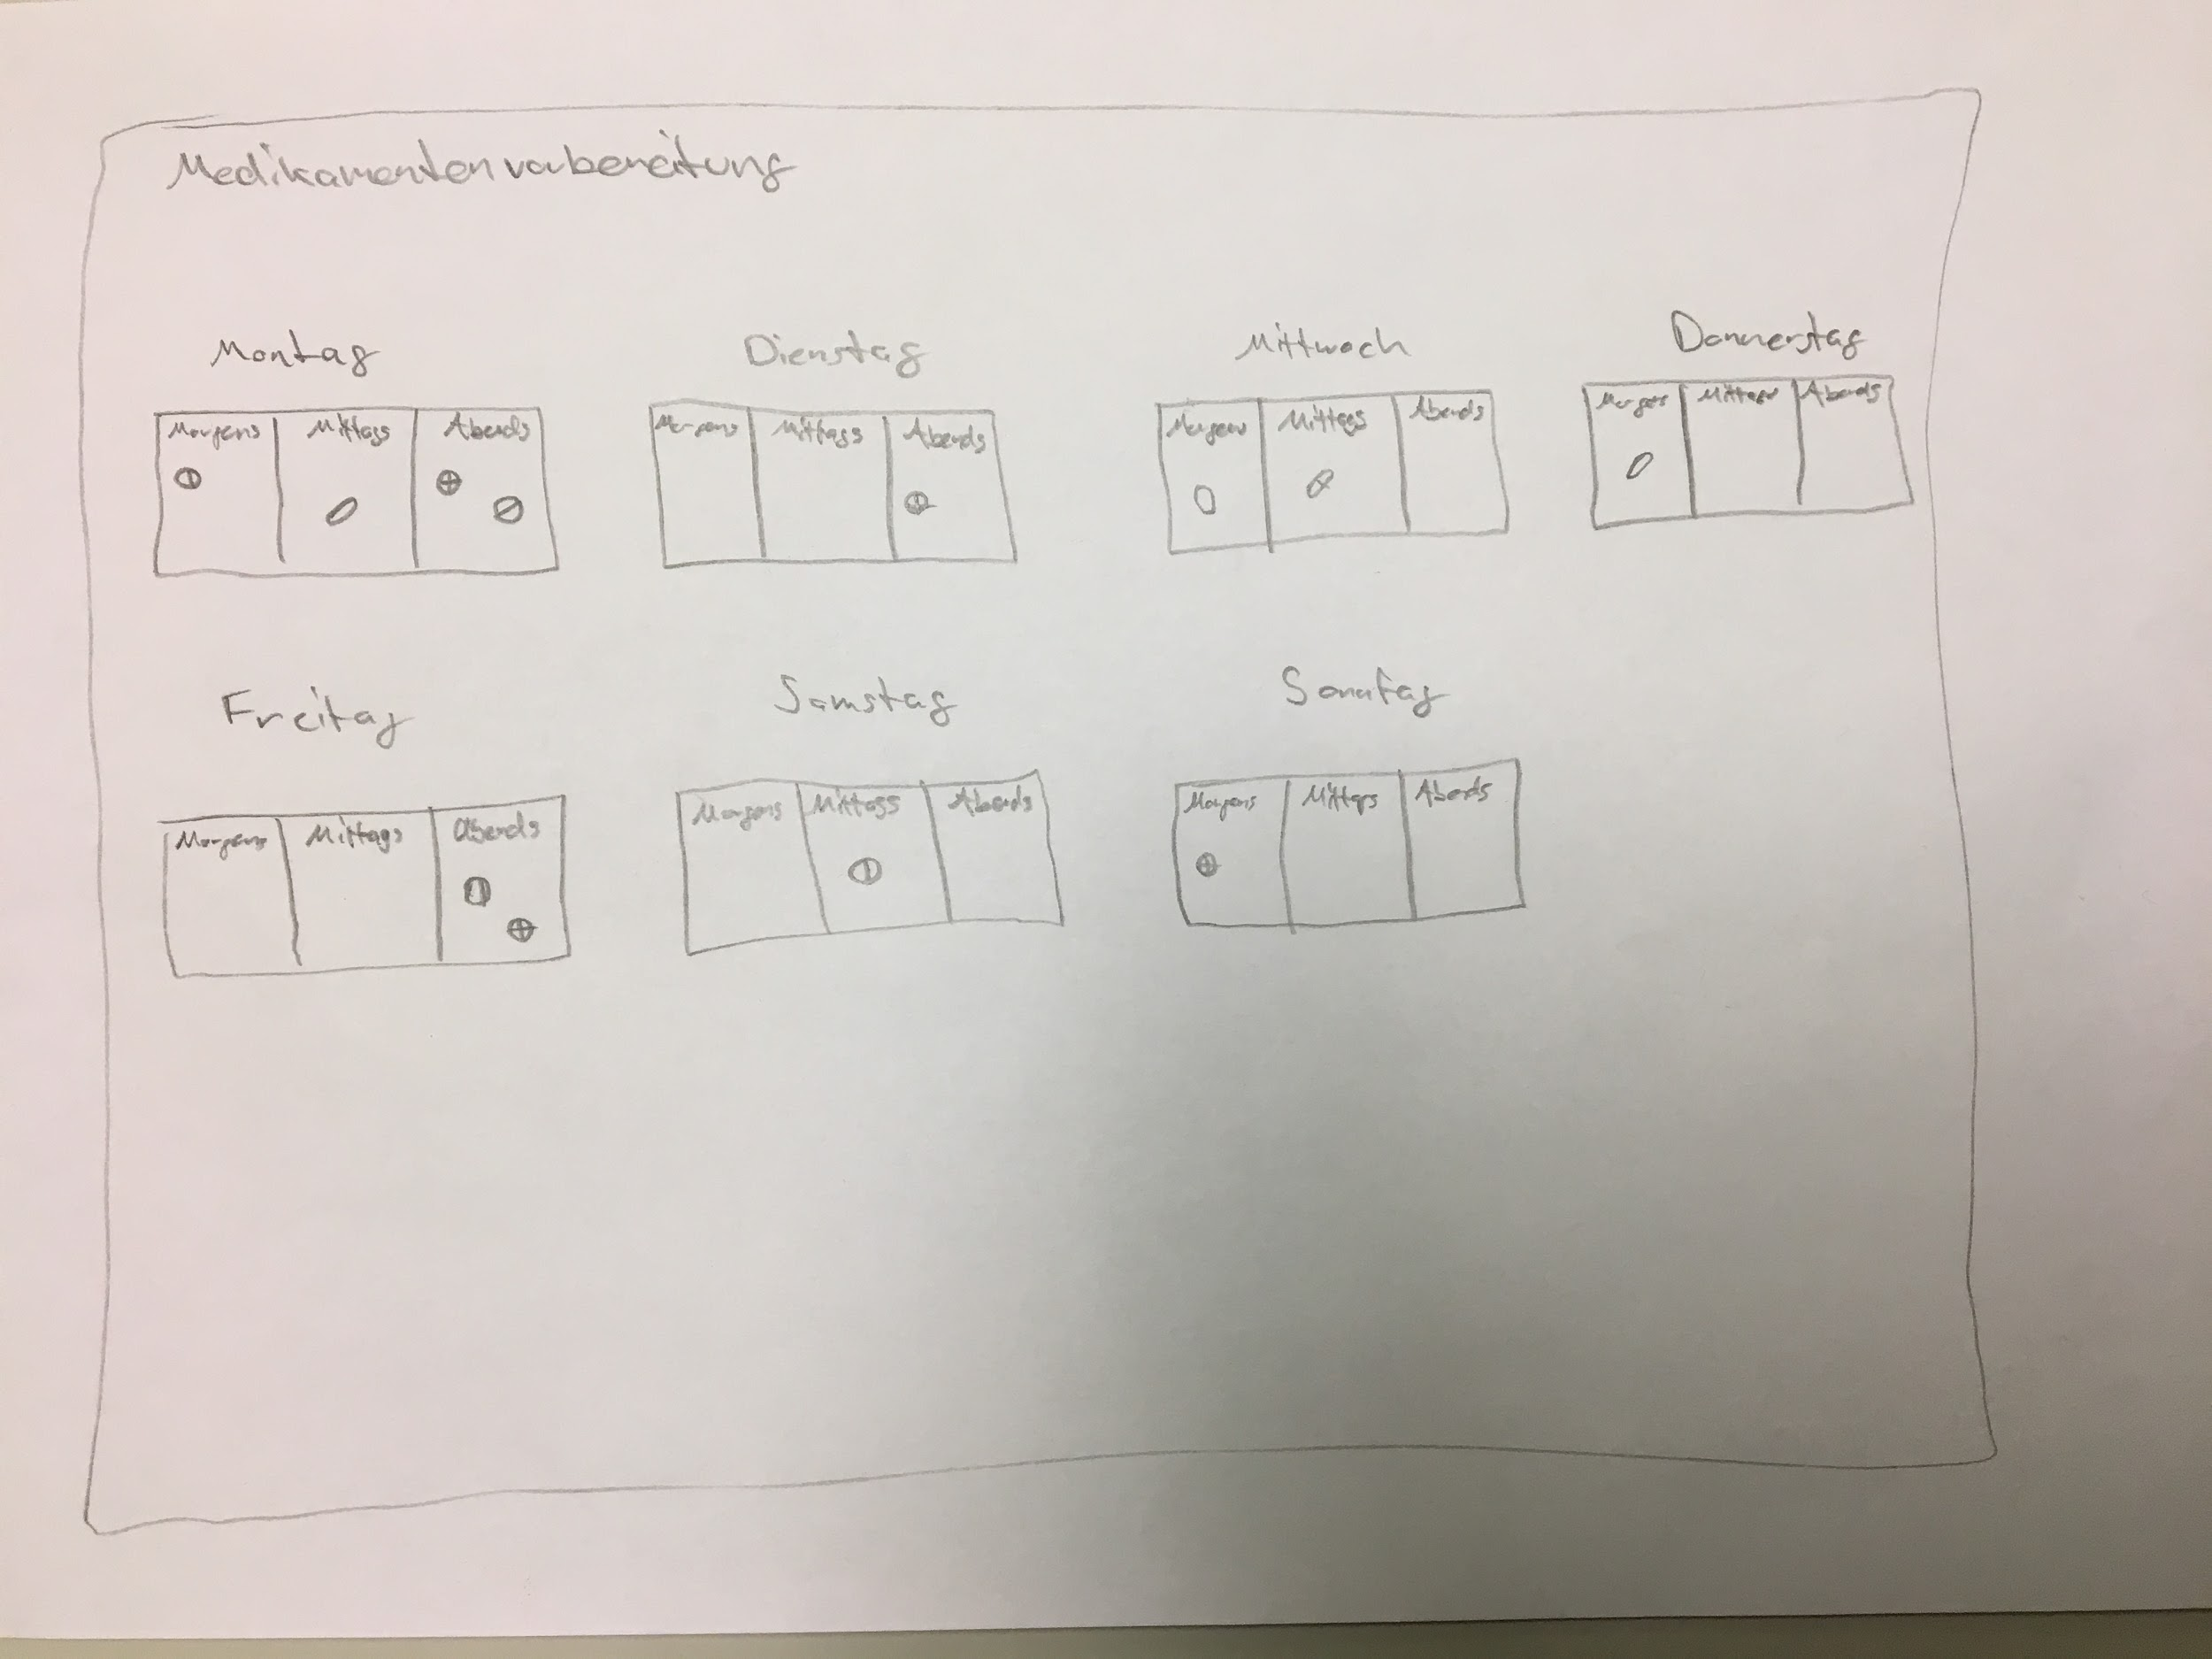 Medikamentenvorbereitung
Montag Dienstag Mittwoch Donnerstag
Morgens Mittags Abends Morgens Mittags Abends Morgens Mittags Abends Morgens Mittags Abends
Freitag Samstag Sonntag
Morgens Mittags Abends Morgens Mittags Abends Morgens Mittags Abends